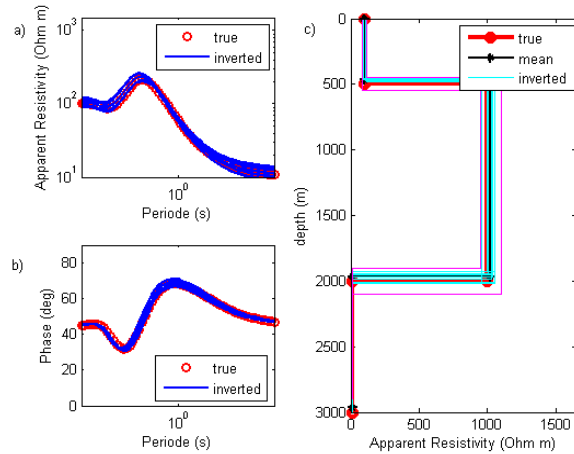 a)
Apparent Resistivity (Ohm m)
10³
10²
10¹
true
inverted
10⁰
Periode (s)
b)
Phase (deg)
80
60
40
20
0
true
inverted
10⁰
Periode (s)
c)
depth (m)
0
500
1000
1500
2000
2500
3000
true
mean
inverted
0
500
1000
1500
Apparent Resistivity (Ohm m)